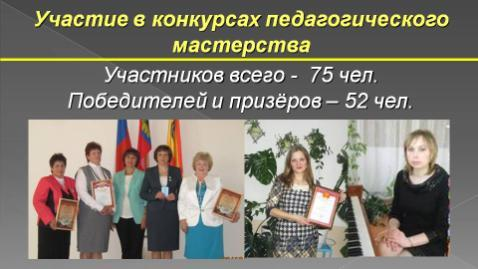 Участие в конкурсах педагогического
мастерства
Участников всего - 75 чел.
Победителей и призёров – 52 чел.